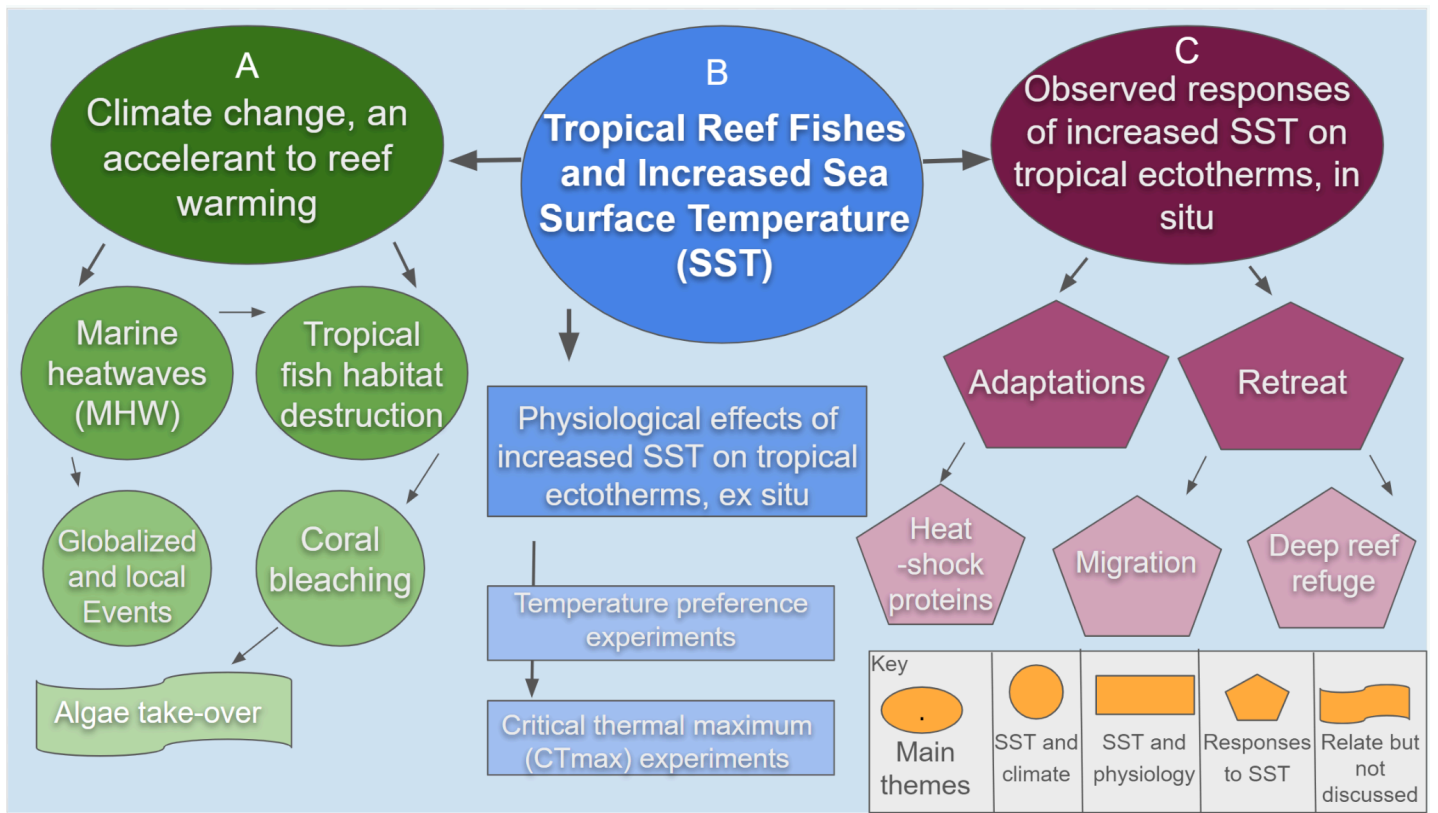 A
Climate change, an
accelerant to reef
warming
B
Tropical Reef Fishes
and Increased Sea
Surface Temperature
(SST)
C
Observed responses
of increased SST on
tropical ectotherms, in
situ
Marine
heatwaves
(MHW)
Tropical
fish habitat
destruction
Globalized
and local
Events
Coral
bleaching
Algae take-over
Physiological effects of
increased SST on tropical
ectotherms, ex situ
Temperature preference
experiments
Critical thermal maximum
(CTmax) experiments
Adaptations
Retreat
Heat
-shock
proteins
Migration
Deep reef
refuge
Key
.
Main
themes
SST and
climate
SST and
physiology
Responses
to SST
Relate but
not
discussed